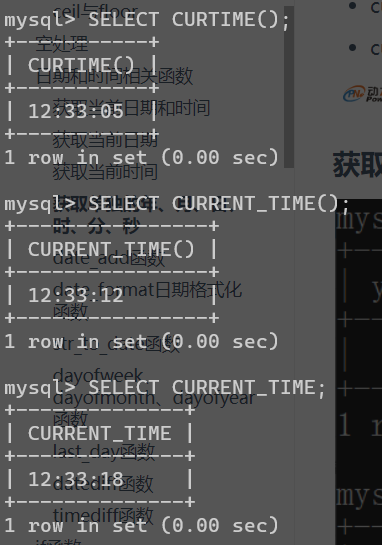 ceil与floor
mysql> SELECT CURTIME();
空处理
+-----------+
| CURTIME() |
日期和时间相关函数
+-----------+
获取当前日期和时间
| 12:33:05  |
+-----------+
获取当前日期
1 row in set (0.00 sec)
获取当前时间
mysql> SELECT CURRENT_TIME();
时、分、秒
+----------------+
| CURRENT_TIME() |
date_add函数
+----------------+
| 12:33:12       |
date_format日期格式化
函数
+----------------+
1 row in set (0.00 sec)
str_to_date函数
dayofweek、
mysql> SELECT CURRENT_TIME;
dayofmonth、dayofyear
+--------------+
函数
| CURRENT_TIME |
last_day函数
+--------------+
| 12:33:18     |
datediff函数
+--------------+
timediff函数
1 row in set (0.00 sec)
if函数
获取
mys
| y
1 r
mys